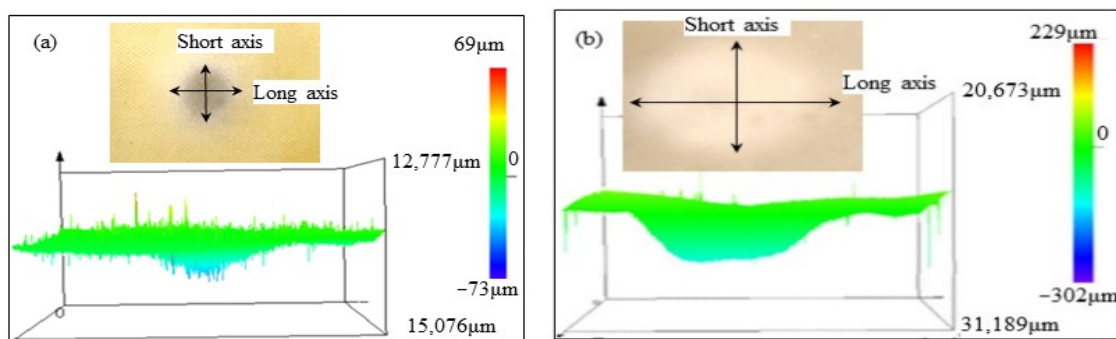 (a)
Short axis
Long axis
69μm
0
−73μm
12,777μm
15,076μm
0
(b)
Short axis
Long axis
229μm
0
−302μm
20,673μm
31,189μm